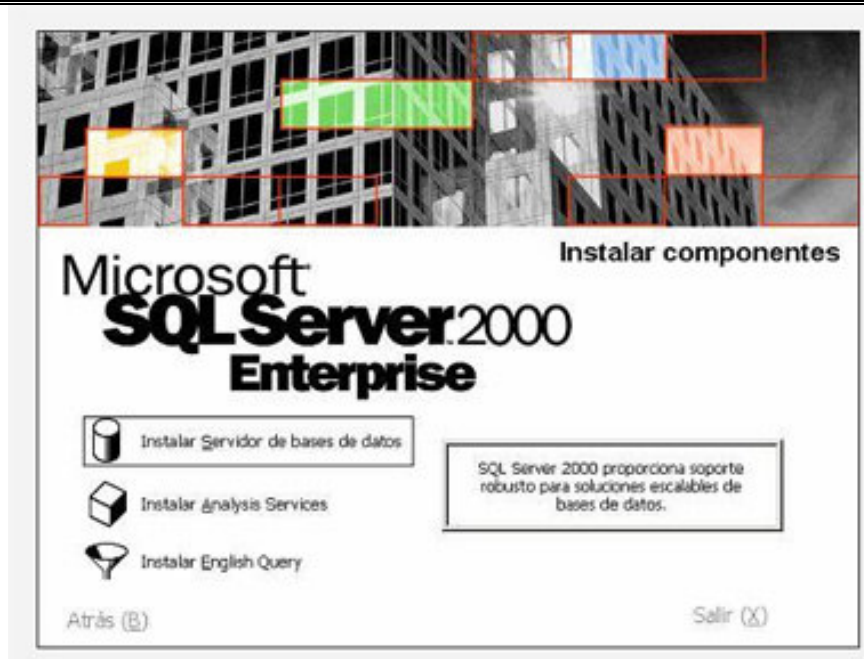 Instalar componentes
Microsoft
SQL Server 2000
Enterprise
Instalar Servidor de bases de datos
Instalar Analysis Services
Instalar English Query
SQL Server 2000 proporciona soporte
robusto para soluciones escalables de
bases de datos.
Atrás (B)
Salir (X)